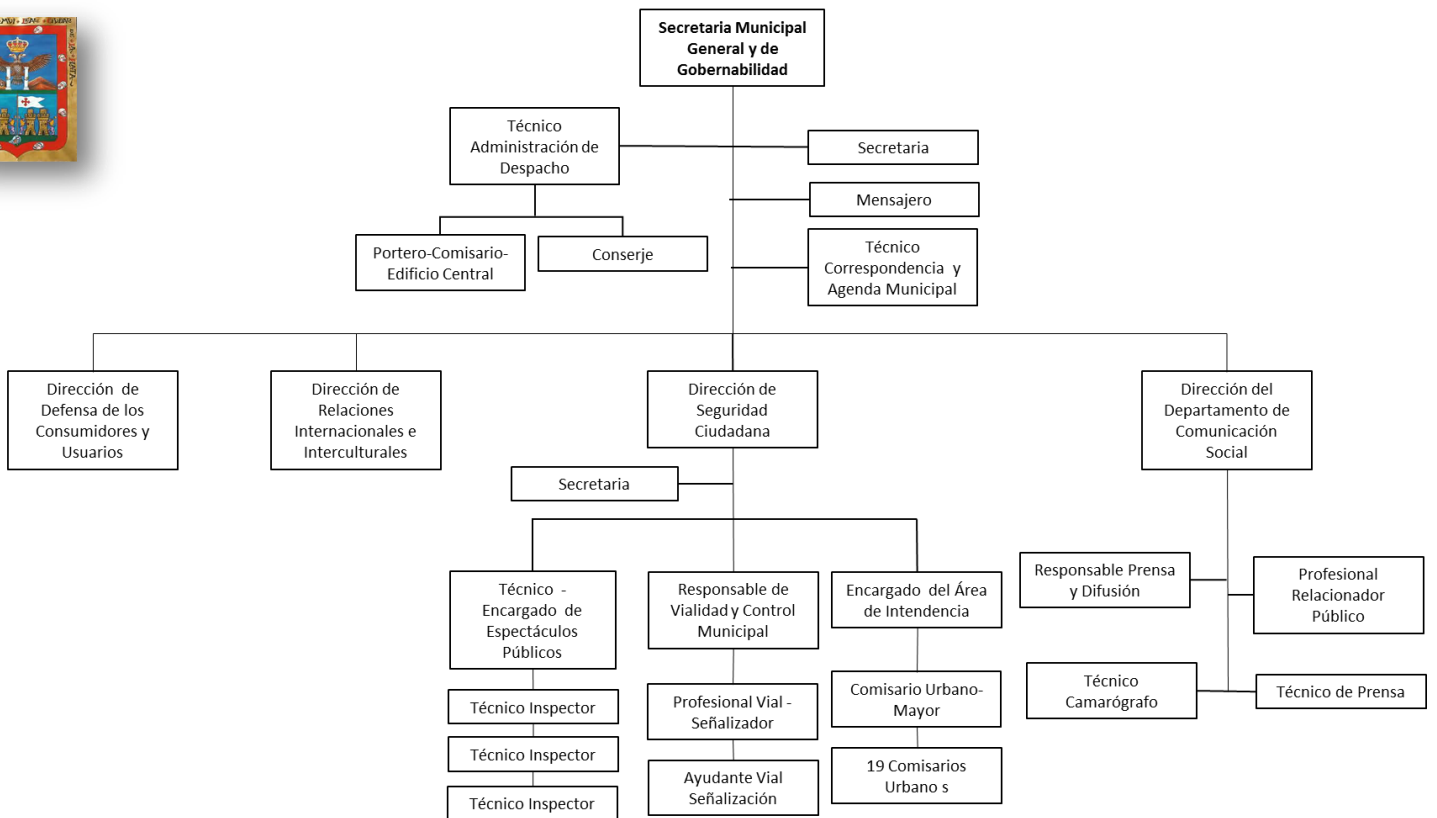 Secretaria Municipal
General y de
Gobernabilidad
Técnico
Administración de
Despacho
Secretaria
Mensajero
Portero-Comisario-
Edificio Central
Conserje
Técnico
Correspondencia y
Agenda Municipal
Dirección de
Defensa de los
Consumidores y
Usuarios
Dirección de
Relaciones
Internacionales e
Interculturales
Dirección de
Seguridad
Ciudadana
Dirección del
Departamento de
Comunicación
Social
Secretaria
Técnico -
Encargado de
Espectáculos
Públicos
Responsable de
Vialidad y Control
Municipal
Encargado del Área
de Intendencia
Responsable Prensa
y Difusión
Profesional
Relacionador
Público
Técnico Inspector
Profesional Vial -
Señalizador
Comisario Urbano-
Mayor
Técnico
Camarógrafo
Técnico de Prensa
Técnico Inspector
Ayudante Vial
Señalización
19 Comisarios
Urbano s
Técnico Inspector